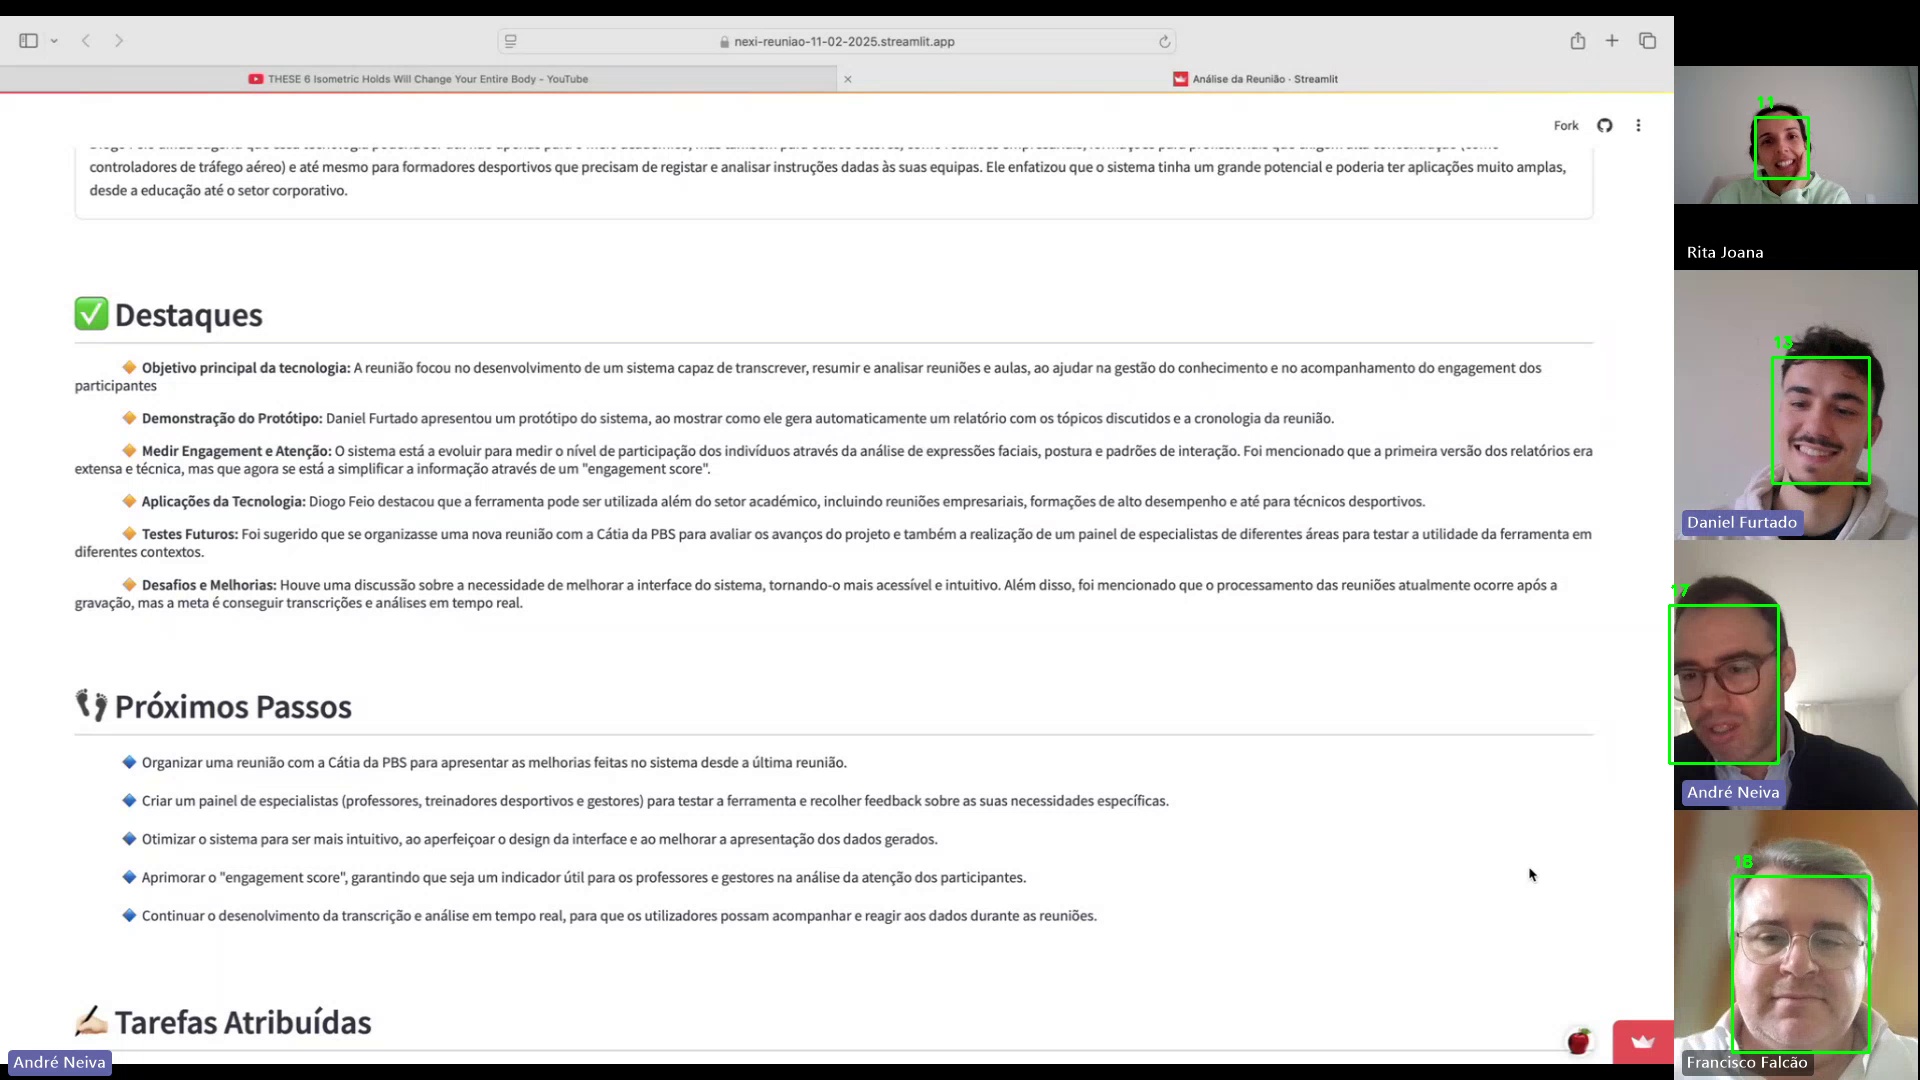 nexi-reuniao-11-02-2025.streamlit.app
THESE 6 Isometric Holds Will Change Your Entire Body - YouTube
Análise da Reunião · Streamlit
Fork
controladores de tráfego aéreo) e até mesmo para formadores desportivos que precisam de registar e analisar instruções dadas às suas equipas. Ele enfatizou que o sistema tinha um grande potencial e poderia ter aplicações muito amplas,
desde a educação até o setor corporativo.
Destaques
Objetivo principal da tecnologia: A reunião focou no desenvolvimento de um sistema capaz de transcrever, resumir e analisar reuniões e aulas, ao ajudar na gestão do conhecimento e no acompanhamento do engagement dos
participantes
Demonstração do Protótipo: Daniel Furtado apresentou um protótipo do sistema, ao mostrar como ele gera automaticamente um relatório com os tópicos discutidos e a cronologia da reunião.
Medir Engagement e Atenção: O sistema está a evoluir para medir o nível de participação dos indivíduos através da análise de expressões faciais, postura e padrões de interação. Foi mencionado que a primeira versão dos relatórios era
extensa e técnica, mas que agora se está a simplificar a informação através de um "engagement score".
Aplicações da Tecnologia: Diogo Feio destacou que a ferramenta pode ser utilizada além do setor académico, incluindo reuniões empresariais, formações de alto desempenho e até para técnicos desportivos.
Testes Futuros: Foi sugerido que se organizasse uma nova reunião com a Cátia da PBS para avaliar os avanços do projeto e também a realização de um painel de especialistas de diferentes áreas para testar a utilidade da ferramenta em
diferentes contextos.
Desafios e Melhorias: Houve uma discussão sobre a necessidade de melhorar a interface do sistema, tornando-o mais acessível e intuitivo. Além disso, foi mencionado que o processamento das reuniões atualmente ocorre após a
gravação, mas a meta é conseguir transcrições e análises em tempo real.
Próximos Passos
Organizar uma reunião com a Cátia da PBS para apresentar as melhorias feitas no sistema desde a última reunião.
Criar um painel de especialistas (professores, treinadores desportivos e gestores) para testar a ferramenta e recolher feedback sobre as suas necessidades específicas.
Otimizar o sistema para ser mais intuitivo, ao aperfeiçoar o design da interface e ao melhorar a apresentação dos dados gerados.
Aprimorar o "engagement score", garantindo que seja um indicador útil para os professores e gestores na análise da atenção dos participantes.
Continuar o desenolvimento da transcrição e análise em tempo real, para que os utilizadores possam acompanhar e reagir aos dados durante as reuniões.
Tarefas Atribuídas
André Neiva
11
Rita Joana
13
Daniel Furtado
17
André Neiva
18
Francisco Falcão